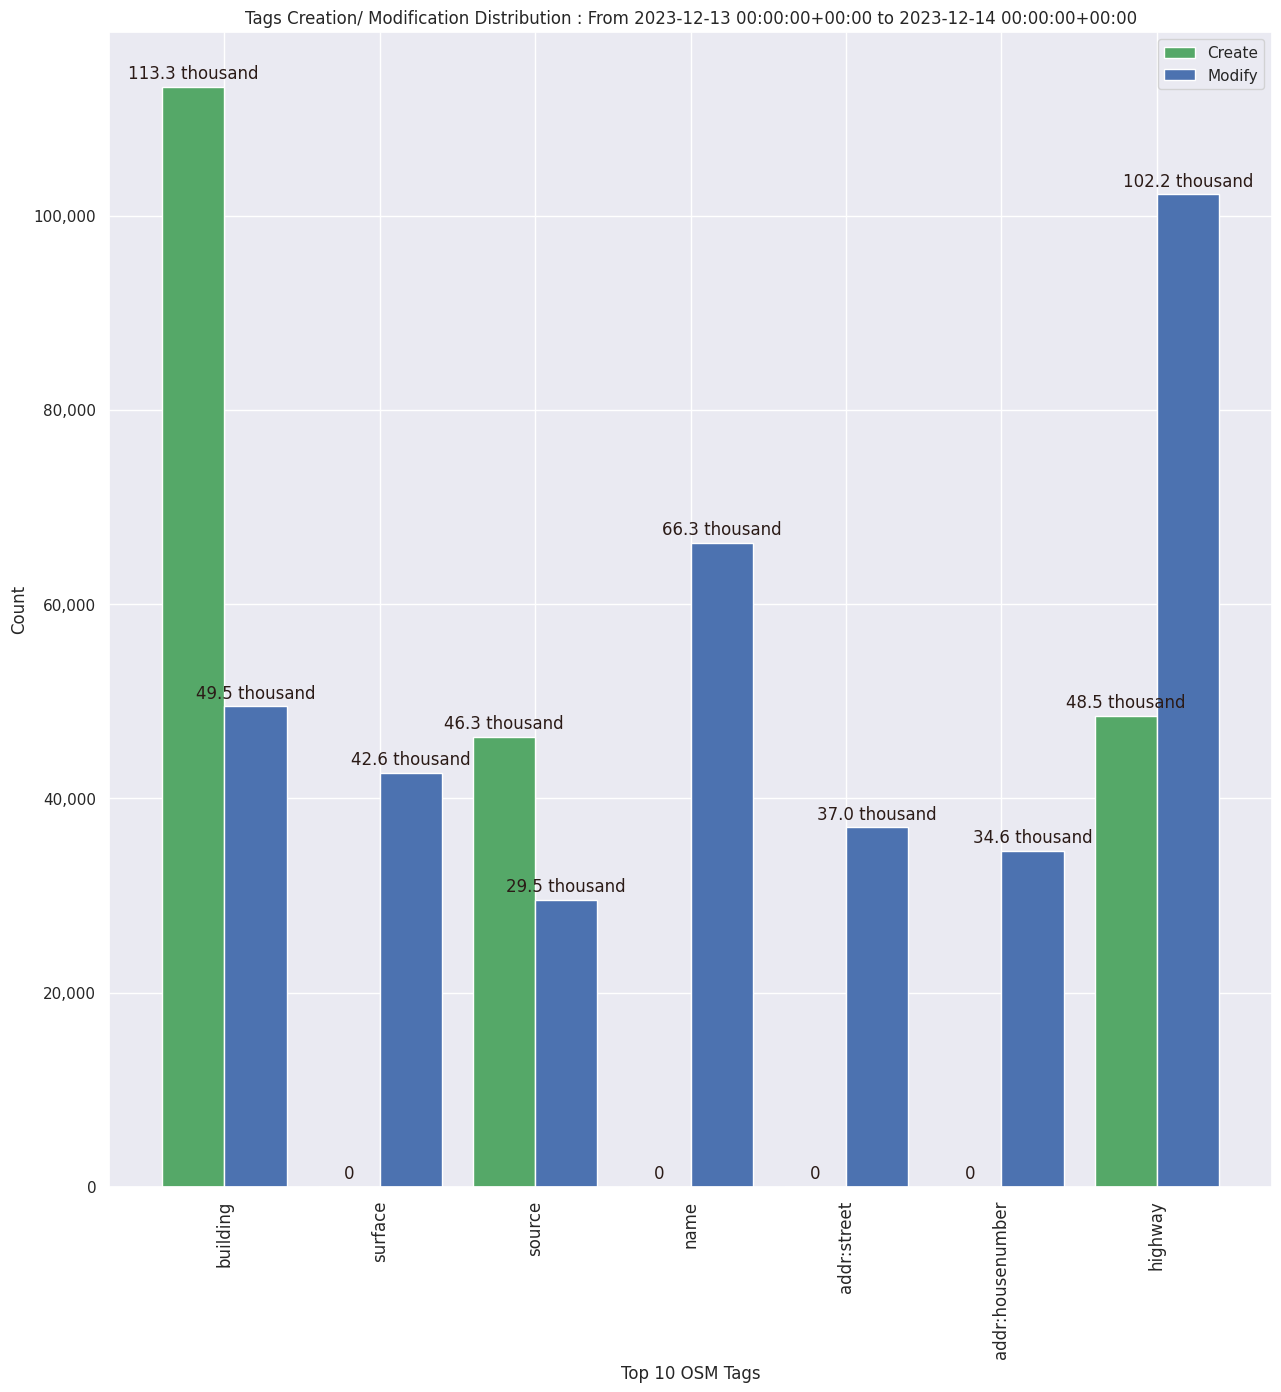 Tags Creation/ Modification Distribution : From 2023-12-13 00:00:00+00:00 to 2023-12-14 00:00:00+00:00
Create
Modify
113.3 thousand
49.5 thousand
0
42.6 thousand
46.3 thousand
29.5 thousand
0
66.3 thousand
0
37.0 thousand
0
34.6 thousand
48.5 thousand
102.2 thousand
Count
100,000
80,000
60,000
40,000
20,000
0
building
surface
source
name
addr:street
addr:housenumber
highway
Top 10 OSM Tags